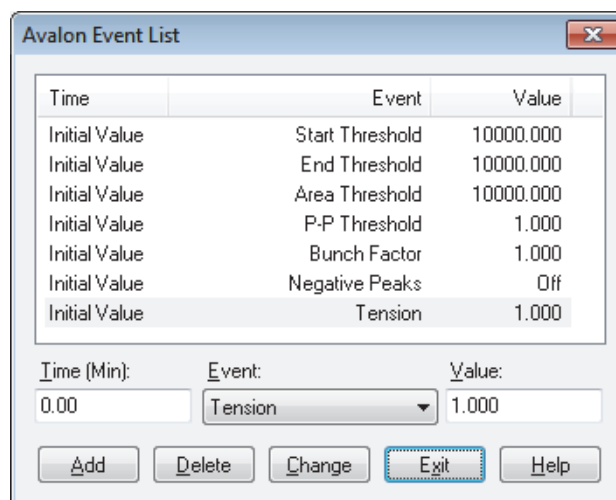 Avalon Event List
Time Event Value
Initial Value Start Threshold 10000.000
Initial Value End Threshold 10000.000
Initial Value Area Threshold 10000.000
Initial Value P-P Threshold 1.000
Initial Value Bunch Factor 1.000
Initial Value Negative Peaks Off
Initial Value Tension 1.000
Time (Min): Event: Value:
0.00 Tension 1.000
Add Delete Change Exit Help